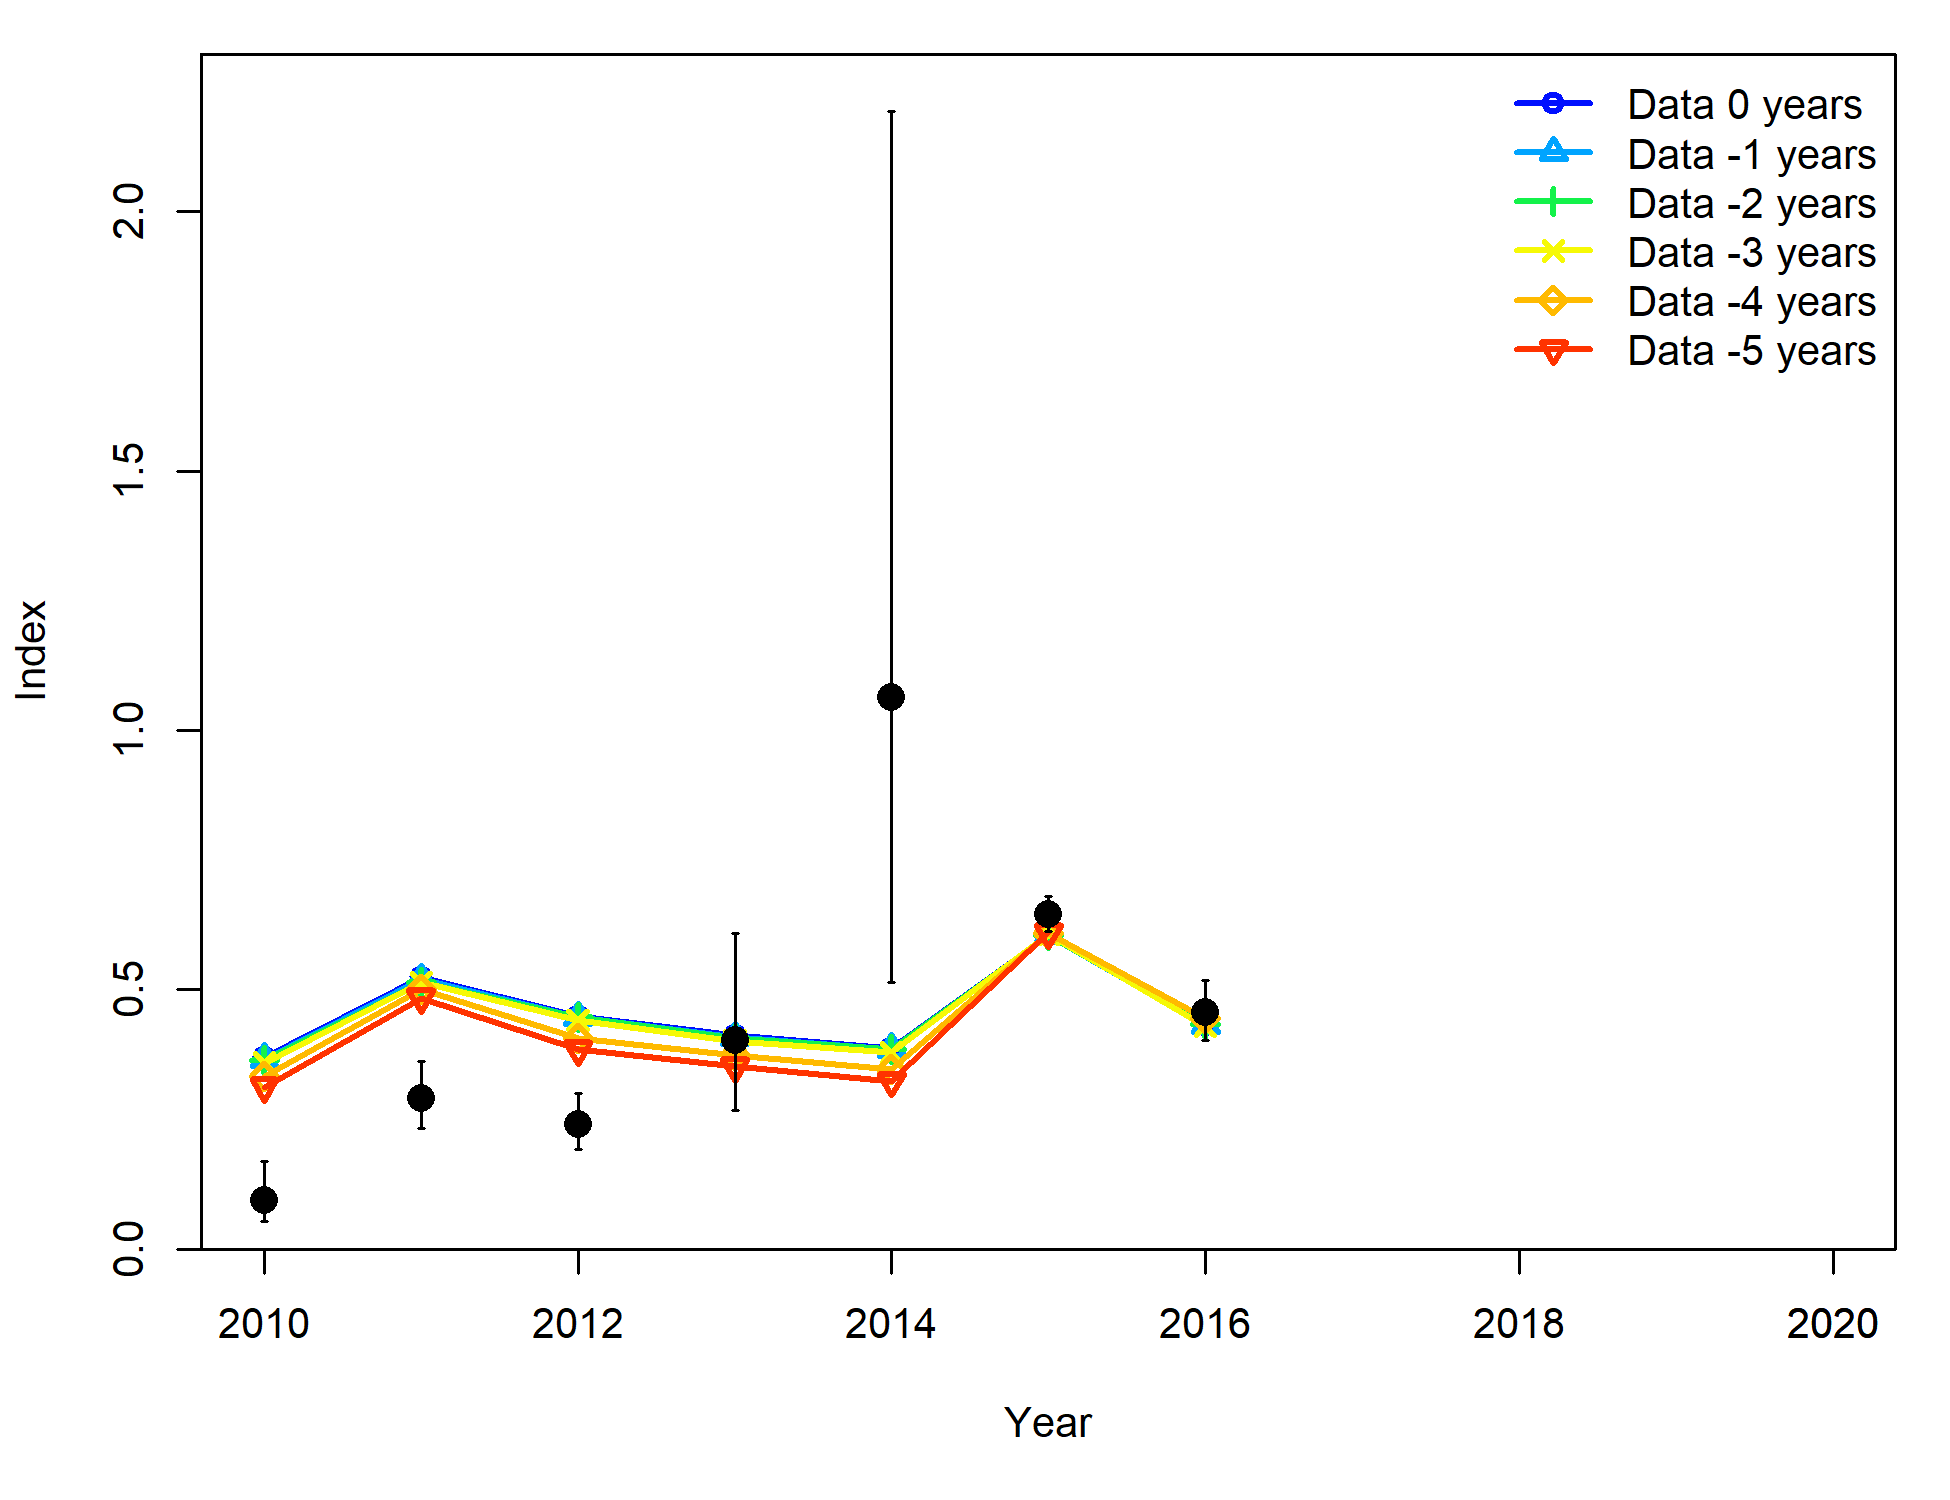 Data 0 years
Data -1 years
Data -2 years
Data -3 years
Data -4 years
Data -5 years
2.0
1.5
1.0
0.5
0.0
Index
2010 2012 2014 2016 2018 2020
Year